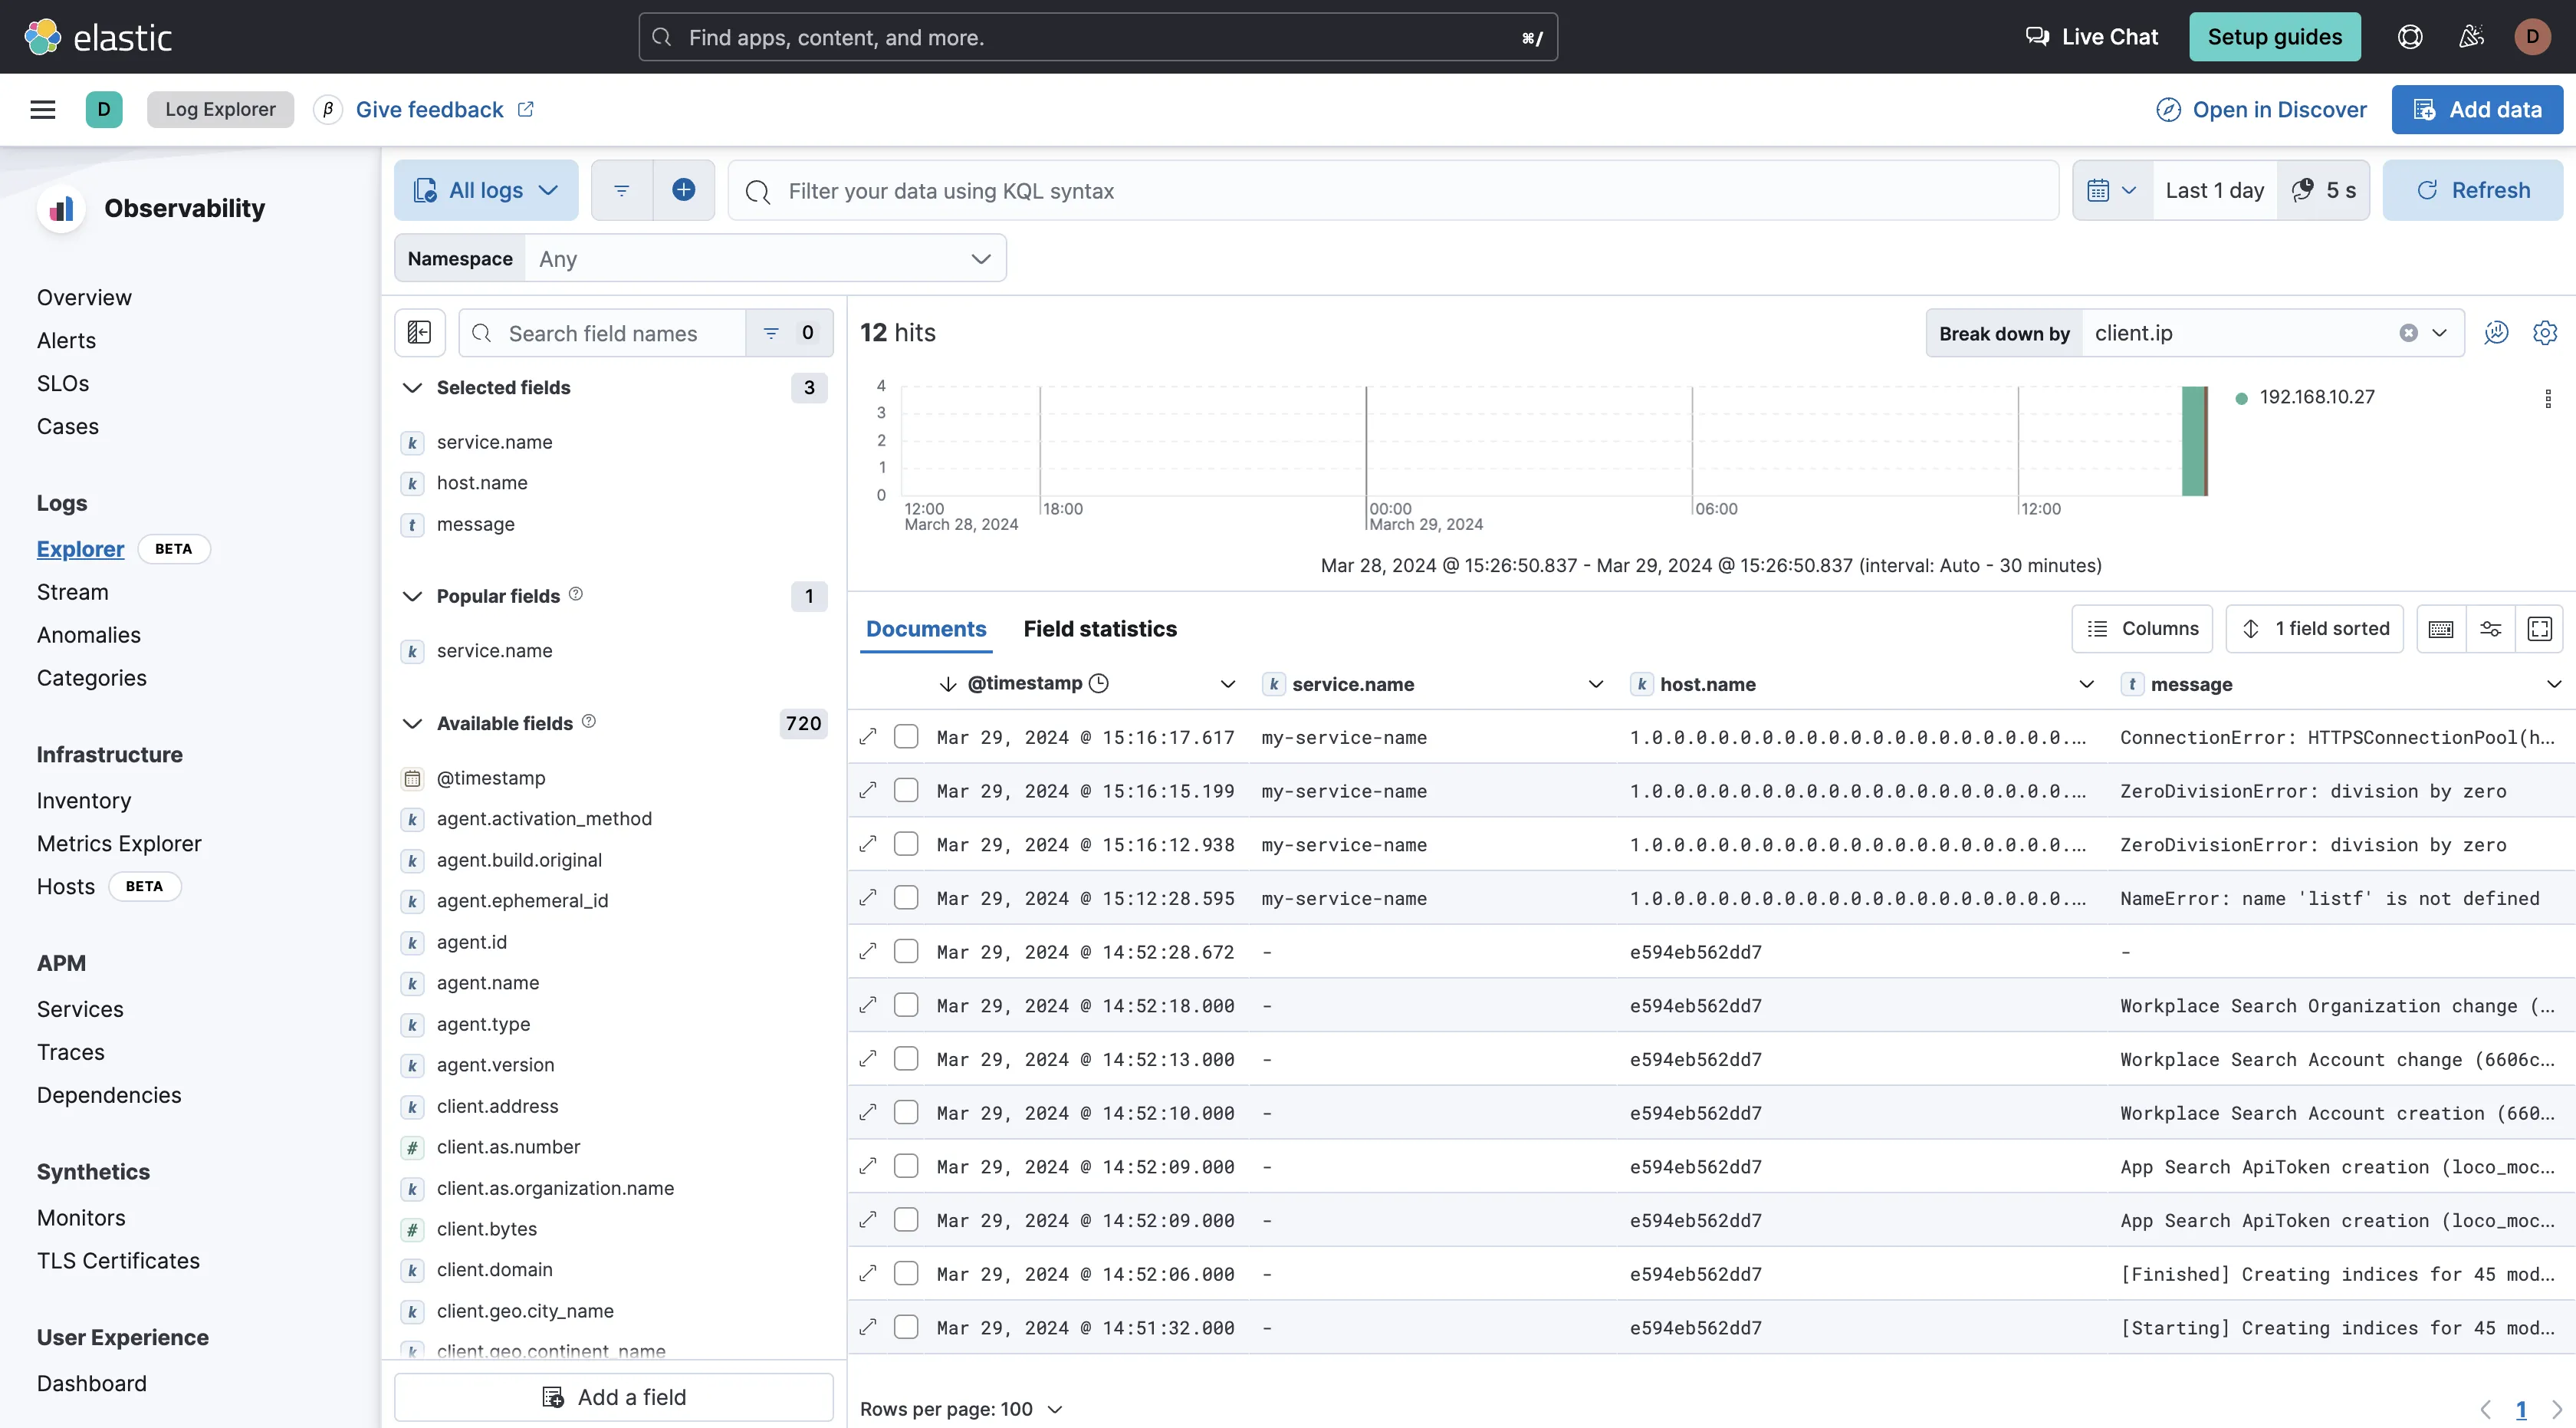 elastic
Find apps, content, and more.
⌘/
Live Chat
Setup guides
D
D
Log Explorer
β
Give feedback
Open in Discover
Add data
Observability
Overview
Alerts
SLOs
Cases
Logs
Explorer BETA
Stream
Anomalies
Categories
Infrastructure
Inventory
Metrics Explorer
Hosts BETA
APM
Services
Traces
Dependencies
Synthetics
Monitors
TLS Certificates
User Experience
Dashboard
All logs
Filter your data using KQL syntax
Last 1 day
5 s
Refresh
Namespace Any
Search field names
0
Selected fields 3
k service.name
k host.name
t message
Popular fields 1
k service.name
Available fields 720
@timestamp
k agent.activation_method
k agent.build.original
k agent.ephemeral_id
k agent.id
k agent.name
k agent.type
k agent.version
k client.address
# client.as.number
k client.as.organization.name
# client.bytes
k client.domain
k client.geo.city_name
k client.geo.continent_name
Add a field
12 hits
Break down by client.ip
4
3
2
1
0
12:00 18:00 00:00 06:00 12:00
March 28, 2024 March 29, 2024
192.168.10.27
Mar 28, 2024 @ 15:26:50.837 - Mar 29, 2024 @ 15:26:50.837 (interval: Auto - 30 minutes)
Documents Field statistics
Columns
1 field sorted
@timestamp k service.name k host.name t message
Mar 29, 2024 @ 15:16:17.617 my-service-name 1.0.0.0.0.0.0.0.0.0.0.0.0.0.0.0.0.0.0.0.... ConnectionError: HTTPSConnectionPool(h...
Mar 29, 2024 @ 15:16:15.199 my-service-name 1.0.0.0.0.0.0.0.0.0.0.0.0.0.0.0.0.0.0.0.... ZeroDivisionError: division by zero
Mar 29, 2024 @ 15:16:12.938 my-service-name 1.0.0.0.0.0.0.0.0.0.0.0.0.0.0.0.0.0.0.0.... ZeroDivisionError: division by zero
Mar 29, 2024 @ 15:12:28.595 my-service-name 1.0.0.0.0.0.0.0.0.0.0.0.0.0.0.0.0.0.0.0.... NameError: name 'listf' is not defined
Mar 29, 2024 @ 14:52:28.672 - e594eb562dd7 -
Mar 29, 2024 @ 14:52:18.000 - e594eb562dd7 Workplace Search Organization change (...
Mar 29, 2024 @ 14:52:13.000 - e594eb562dd7 Workplace Search Account change (6606c...
Mar 29, 2024 @ 14:52:10.000 - e594eb562dd7 Workplace Search Account creation (660...
Mar 29, 2024 @ 14:52:09.000 - e594eb562dd7 App Search ApiToken creation (loco_moc...
Mar 29, 2024 @ 14:52:09.000 - e594eb562dd7 App Search ApiToken creation (loco_moc...
Mar 29, 2024 @ 14:52:06.000 - e594eb562dd7 [Finished] Creating indices for 45 mod...
Mar 29, 2024 @ 14:51:32.000 - e594eb562dd7 [Starting] Creating indices for 45 mod...
Rows per page: 100
1